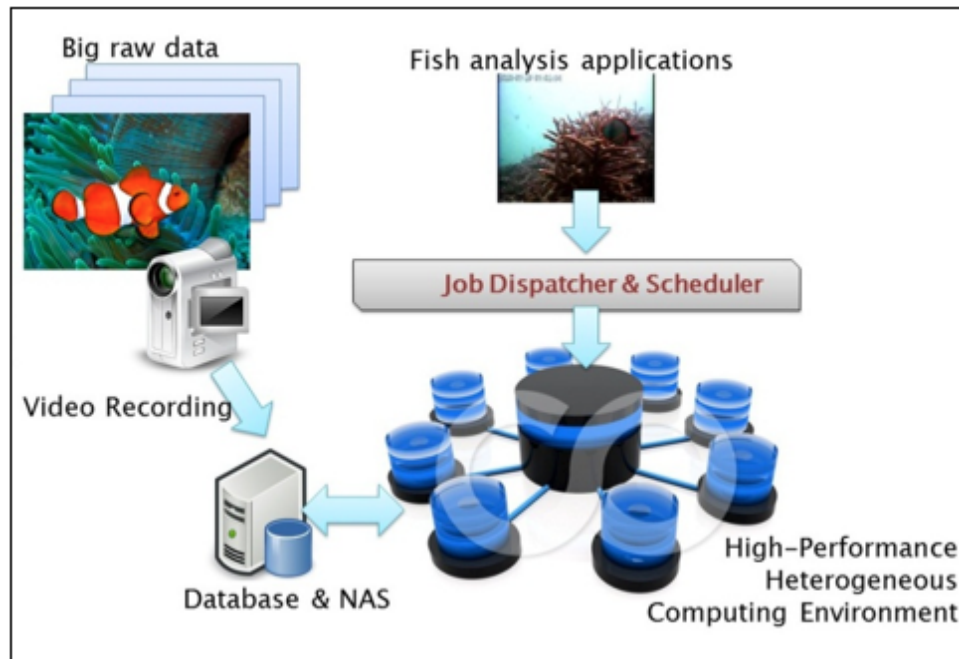 Big raw data
Fish analysis applications
Job Dispatcher & Scheduler
Video Recording
Database & NAS
High-Performance
Heterogeneous
Computing Environment